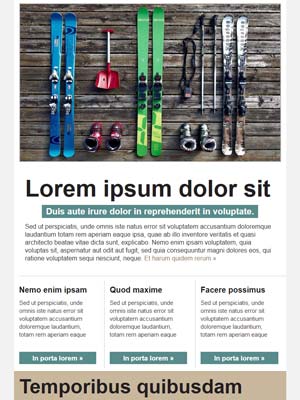 Lorem ipsum dolor sit
Duis aute irure dolor in reprehenderit in voluptate.
Sed ut perspiciatis, unde omnis iste natus error sit voluptatem accusantium doloremque
laudantium totam rem aperiam eaque ipsa, quae ab illo inventore veritatis et quasi
architecto beatae vitae dicta sunt, explicabo. Nemo enim ipsam voluptatem, quia
voluptas sit, aspernatur aut odit aut fugit, sed quia consequuntur magni dolores eos, qui
ratione voluptatem sequi nesciunt, neque. Et harum quidem rerum »
Nemo enim ipsam
Sed ut perspiciatis, unde
omnis iste natus error sit
voluptatem accusantium
doloremque laudantium,
totam rem aperiam eaque
In porta lorem »
Quod maxime
Sed ut perspiciatis, unde
omnis iste natus error sit
voluptatem accusantium
doloremque laudantium,
totam rem aperiam eaque
In porta lorem »
Facere possimus
Sed ut perspiciatis, unde
omnis iste natus error sit
voluptatem accusantium
doloremque laudantium,
totam rem aperiam eaque
In porta lorem »
Temporibus quibusdam